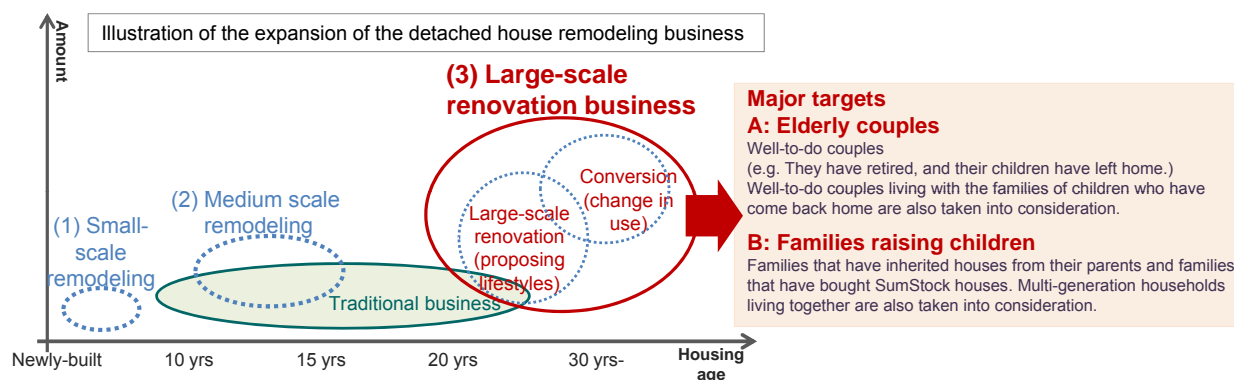 Amount
Illustration of the expansion of the detached house remodeling business
(3) Large-scale
renovation business
(2) Medium scale
remodeling
(1) Small-
scale
remodeling
Traditional business
Large-scale
renovation
(proposing
lifestyles)
Conversion
(change in
use)
Newly-built
10 yrs
15 yrs
20 yrs
30 yrs-
Housing
age
Major targets
A: Elderly couples
Well-to-do couples
(e.g. They have retired, and their children have left home.)
Well-to-do couples living with the families of children who have
come back home are also taken into consideration.
B: Families raising children
Families that have inherited houses from their parents and families
that have bought SumStock houses. Multi-generation households
living together are also taken into consideration.